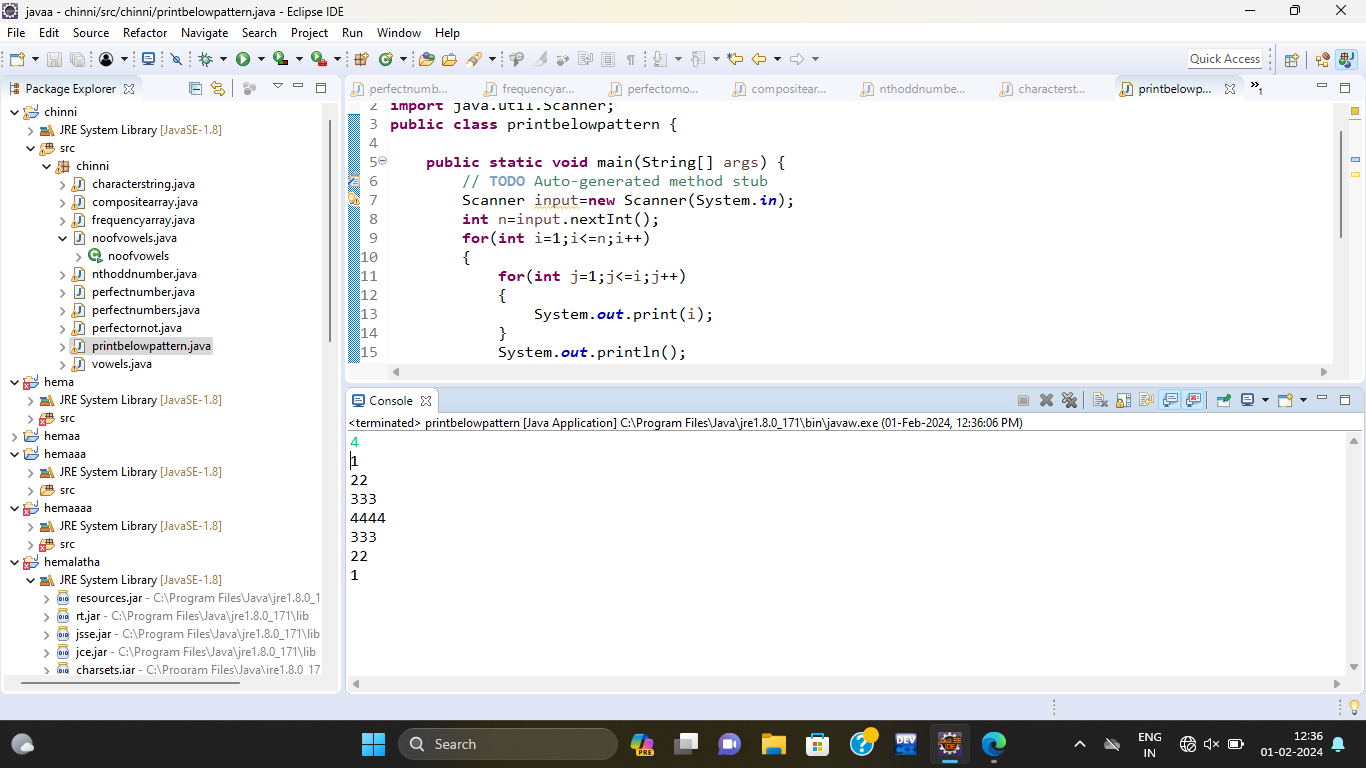 javaa - chinni/src/chinni/printbelowpattern.java - Eclipse IDE
File Edit Source Refactor Navigate Search Project Run Window Help
Quick Access
Package Explorer
perfectnumb... frequencyar... perfectorno... compositear... nthoddnumbe... characterst... printbelowp... »1
chinni
JRE System Library [JavaSE-1.8]
src
chinni
characterstring.java
compositearray.java
frequencyarray.java
noofvowels.java
noofvowels
nthoddnumber.java
perfectnumber.java
perfectnumbers.java
perfectornot.java
printbelowpattern.java
vowels.java
hema
JRE System Library [JavaSE-1.8]
src
hemaa
hemaaa
JRE System Library [JavaSE-1.8]
src
hemaaaa
JRE System Library [JavaSE-1.8]
src
hemalatha
JRE System Library [JavaSE-1.8]
resources.jar - C:\Program Files\Java\jre1.8.0_1
rt.jar - C:\Program Files\Java\jre1.8.0_171\lib
jsse.jar - C:\Program Files\Java\jre1.8.0_171\lib
jce.jar - C:\Program Files\Java\jre1.8.0_171\lib
charsets.jar - C:\Program Files\Java\jre1.8.0_17
2 import java.util.Scanner;
3 public class printbelowpattern {
4
5 public static void main(String[] args) {
6 // TODO Auto-generated method stub
7 Scanner input=new Scanner(System.in);
8 int n=input.nextInt();
9 for(int i=1;i<=n;i++)
10 {
11 for(int j=1;j<=i;j++)
12 {
13 System.out.print(i);
14 }
15 System.out.println();
Console
<terminated> printbelowpattern [Java Application] C:\Program Files\Java\jre1.8.0_171\bin\javaw.exe (01-Feb-2024, 12:36:06 PM)
4
1
22
333
4444
333
22
1
Search
PRE
DEV
Java EE
IDE
ENG
IN
12:36
01-02-2024